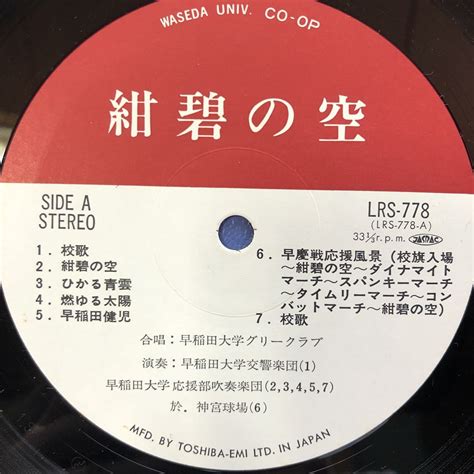 WASEDA UNIV. CO-OP
紺碧の空
SIDE A
STEREO
LRS-778
(LRS-778-A)
33⅓r.p.m. JASRAC
1. 校歌
2. 紺碧の空
3. ひかる青雲
4. 燃ゆる太陽
5. 早稲田健児
6. 早慶戦応援風景(校旗入場
〜紺碧の空〜ダイナマイト
マーチ〜スパンキーマーチ
〜タイムリーマーチ〜コン
バットマーチ〜紺碧の空)
7. 校歌
合唱:早稲田大学グリークラブ
演奏:早稲田大学交響楽団(1)
早稲田大学応援部吹奏楽団(2,3,4,5,7)
於.神宮球場(6)
MFD. BY TOSHIBA-EMI LTD. IN JAPAN